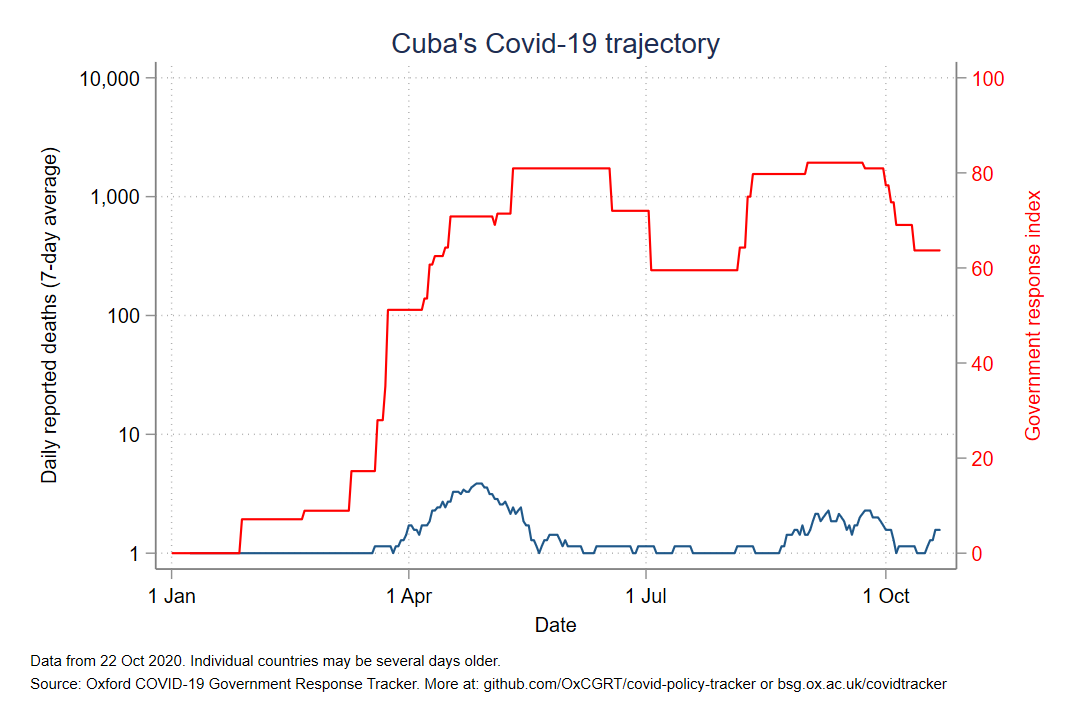 Cuba's Covid-19 trajectory
10,000
1,000
100
10
1
Daily reported deaths (7-day average)
100
80
60
40
20
0
Government response index
1 Jan
1 Apr
1 Jul
1 Oct
Date
Data from 22 Oct 2020. Individual countries may be several days older.
Source: Oxford COVID-19 Government Response Tracker. More at: github.com/OxCGRT/covid-policy-tracker or bsg.ox.ac.uk/covidtracker